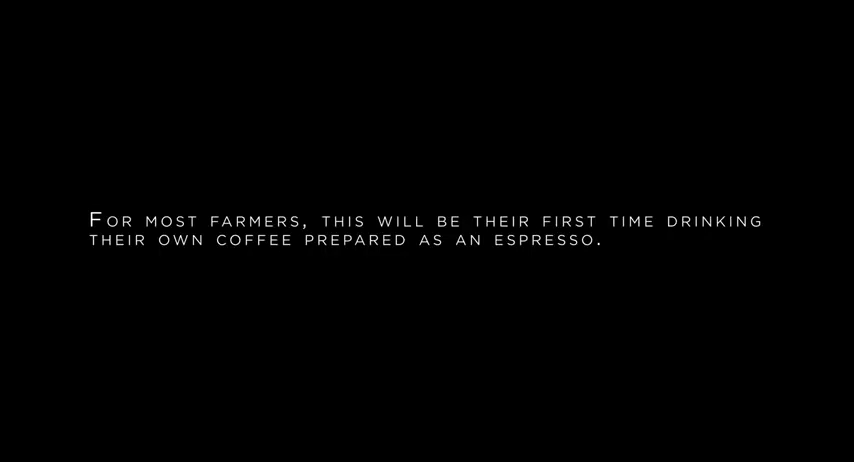 For most farmers, this will be their first time drinking
their own coffee prepared as an espresso.